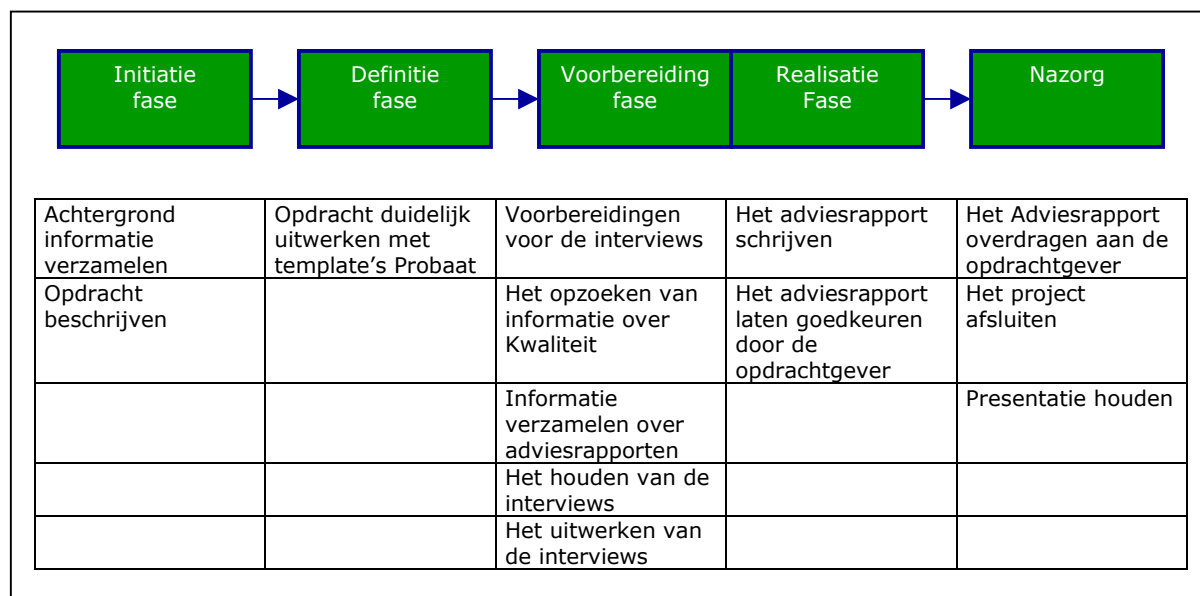 Initiatie
fase
Definitie
fase
Voorbereiding
fase
Realisatie
Fase
Nazorg
Achtergrond
informatie
verzamelen
Opdracht duidelijk
uitwerken met
template's Probaat
Voorbereidingen
voor de interviews
Het adviesrapport
schrijven
Het Adviesrapport
overdragen aan de
opdrachtgever
Opdracht
beschrijven
Het opzoeken van
informatie over
Kwaliteit
Het adviesrapport
laten goedkeuren
door de
opdrachtgever
Het project
afsluiten
Informatie
verzamelen over
adviesrapporten
Presentatie houden
Het houden van de
interviews
Het uitwerken van
de interviews